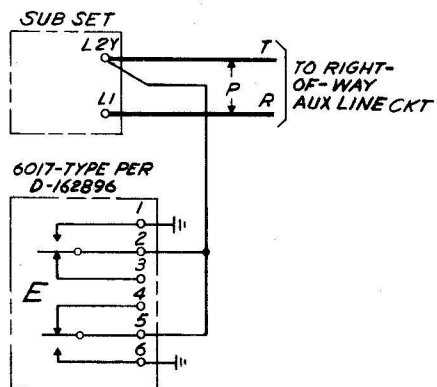 SUB SET
L2Y
T
P
L1
R
TO RIGHT-
OF-WAY
AUX LINE CKT
6017-TYPE PER
D-162896
1
2
3
E
4
5
6